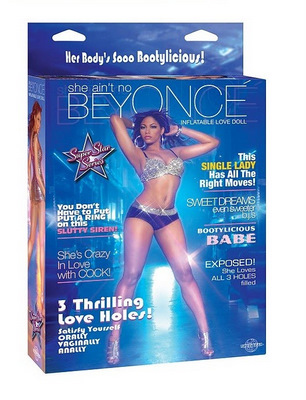 Her Body's Sooo Bootylicious!
she ain't no
BEYONCE
INFLATABLE LOVE DOLL
Super Star
Series
This
SINGLE LADY
Has All The
Right Moves!
You Don't
Have to Put
PUT A RING
on this
SLUTTY SIREN!
SWEET DREAMS
even sweeter
BOOTYLICIOUS
BABE
She's Crazy
In Love
with COCK!
EXPOSED!
She Loves
ALL 3 HOLES
filled
3 Thrilling
Love Holes!
Satisfy Yourself
ORALLY
VAGINALLY
ANALLY